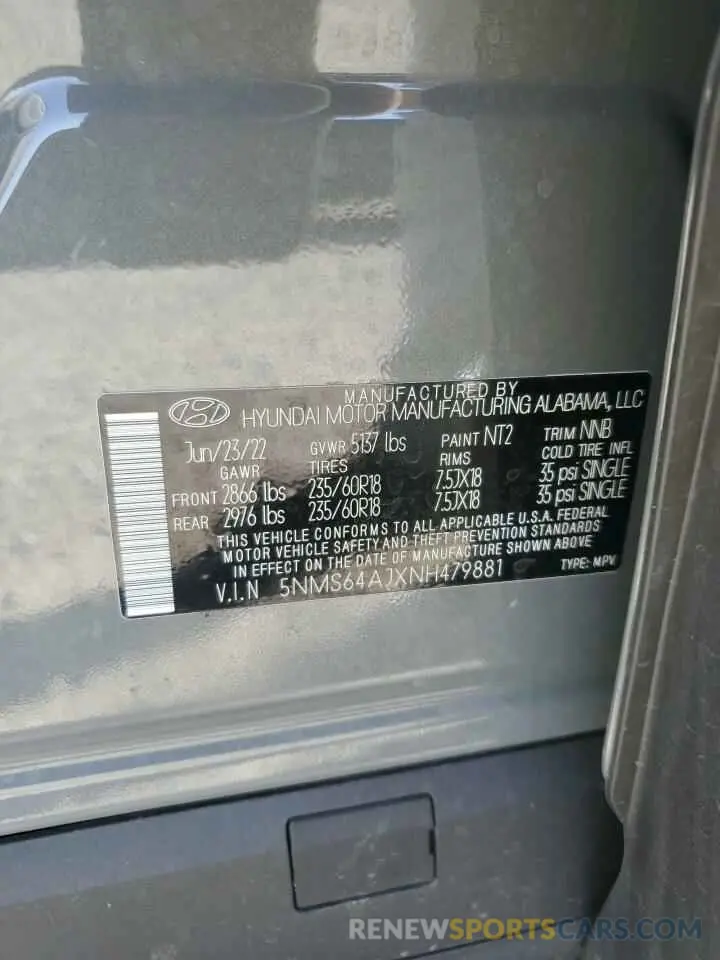 MANUFACTURED BY
HYUNDAI MOTOR MANUFACTURING ALABAMA, LLC
Jun/23/22 GVWR 5137 lbs PAINT NT2 TRIM NNB
GAWR TIRES RIMS COLD TIRE INFL
FRONT 2866 lbs 235/60R18 7.5JX18 35 psi SINGLE
REAR 2976 lbs 235/60R18 7.5JX18 35 psi SINGLE
THIS VEHICLE CONFORMS TO ALL APPLICABLE U.S.A. FEDERAL
MOTOR VEHICLE SAFETY AND THEFT PREVENTION STANDARDS
IN EFFECT ON THE DATE OF MANUFACTURE SHOWN ABOVE
V.I.N 5NMS64AJXNH479881 TYPE: MPV
RENEWSPORTSCARS.COM